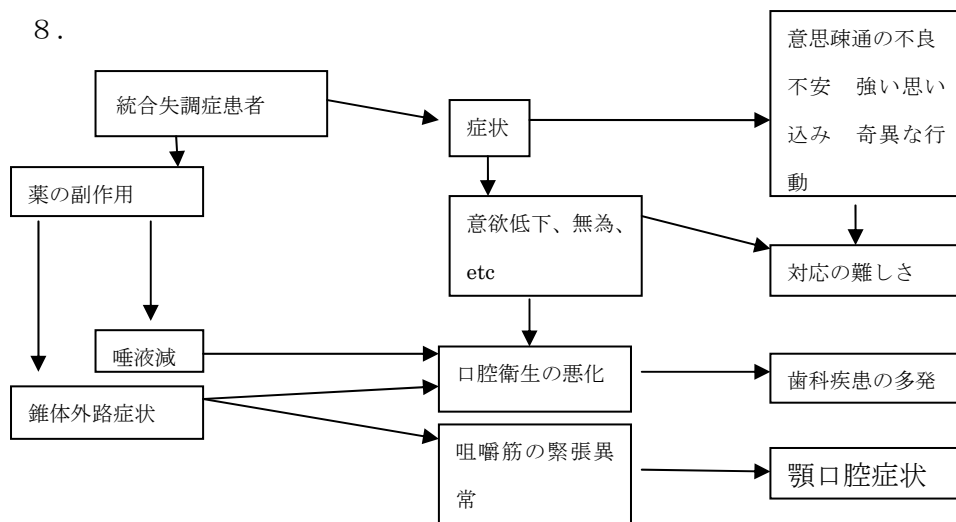 ８.
統合失調症患者
薬の副作用
症状
意思疎通の不良
不安　強い思い
込み　奇異な行
動
意欲低下、無為、
etc
対応の難しさ
唾液減
錐体外路症状
口腔衛生の悪化
歯科疾患の多発
咀嚼筋の緊張異
常
顎口腔症状